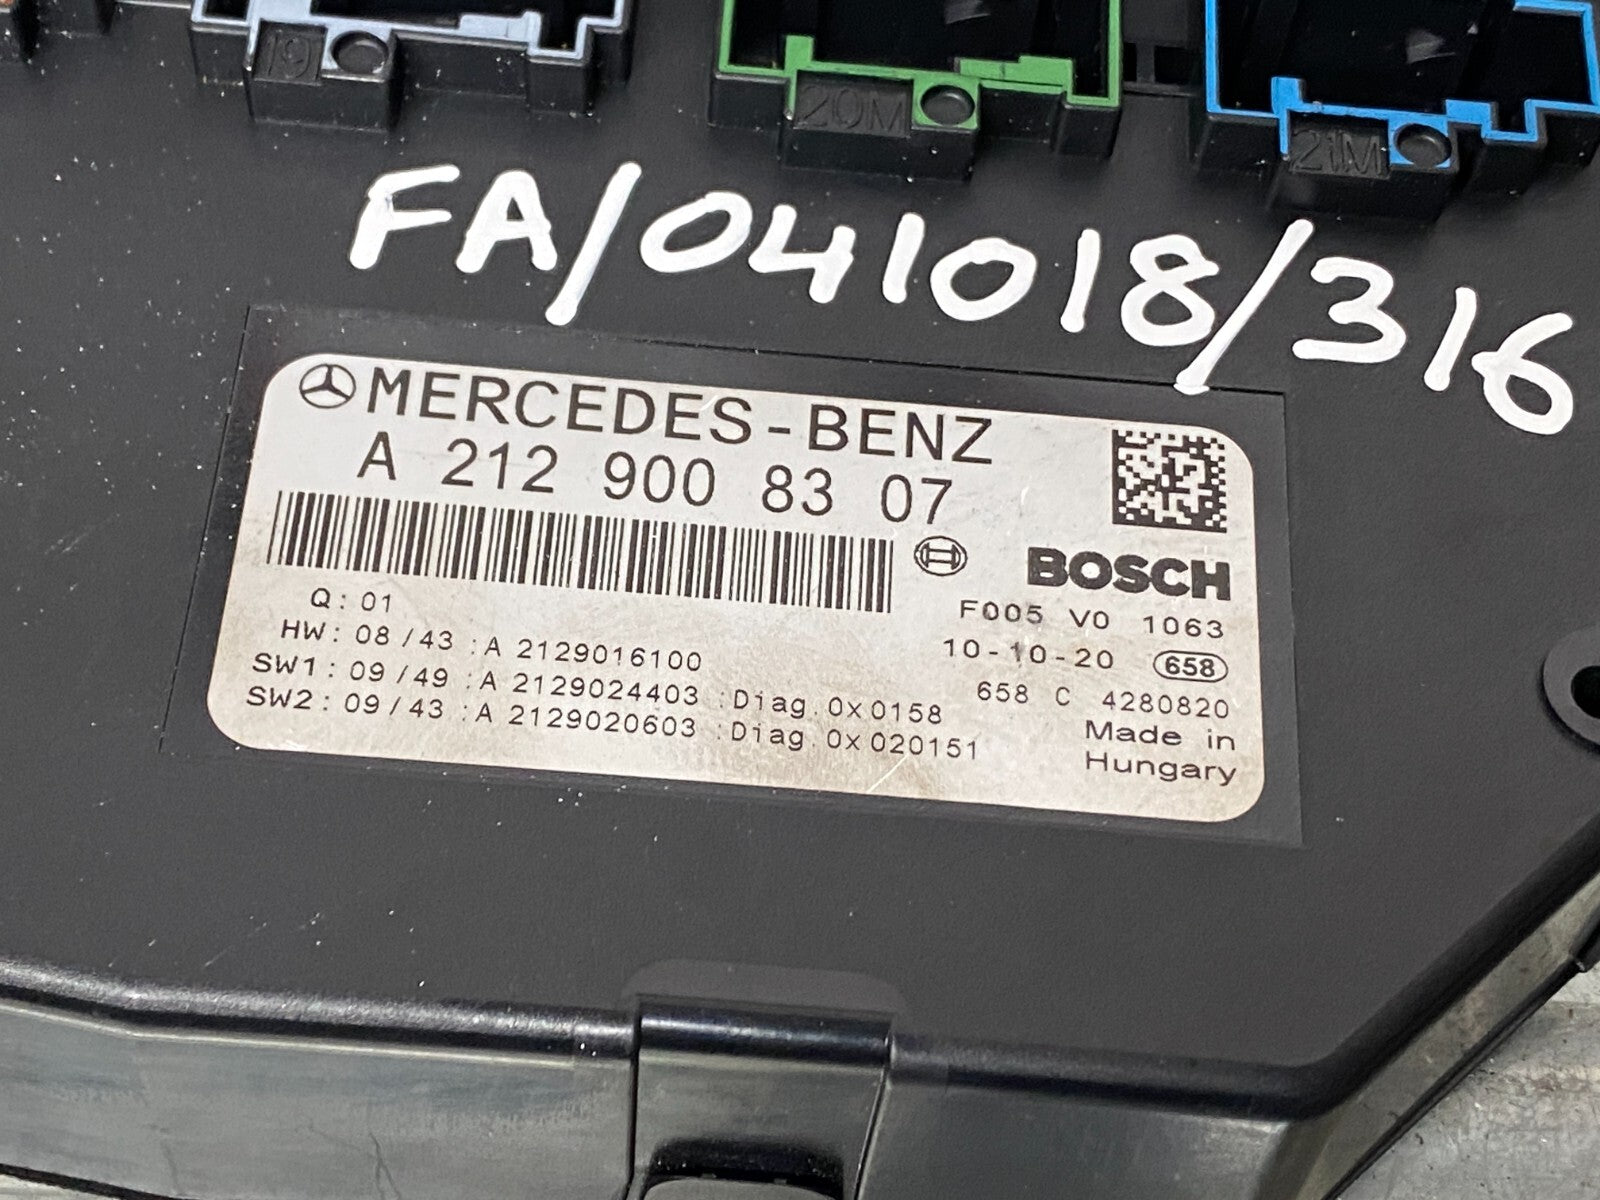 19
20M
21M
FA/041018/316
MERCEDES-BENZ
A 212 900 83 07
BOSCH
Q: 01
F005 V0 1063
HW: 08/43 :A 2129016100
10-10-20 658
SW1: 09/49 :A 2129024403 :Diag.0x0158
658 C 4280820
SW2: 09/43 :A 2129020603 :Diag.0x020151
Made in
Hungary